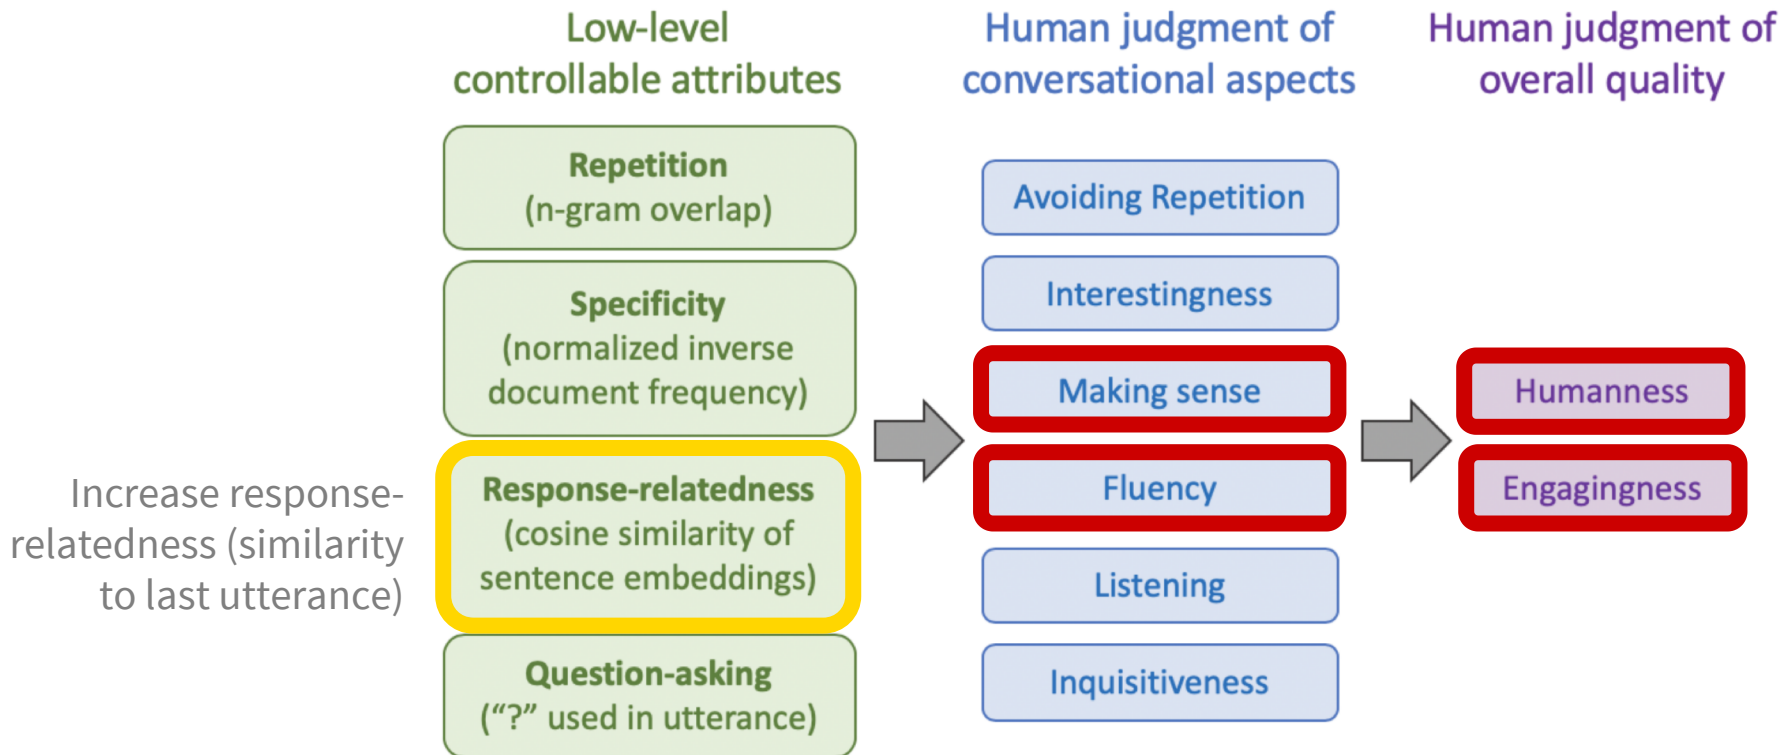 Low-level
controllable attributes
Human judgment of
conversational aspects
Human judgment of
overall quality
Increase response-
relatedness (similarity
to last utterance)
Repetition
(n-gram overlap)
Specificity
(normalized inverse
document frequency)
Response-relatedness
(cosine similarity of
sentence embeddings)
Question-asking
(“?” used in utterance)
Avoiding Repetition
Interestingness
Making sense
Fluency
Listening
Inquisitiveness
Humanness
Engagingness